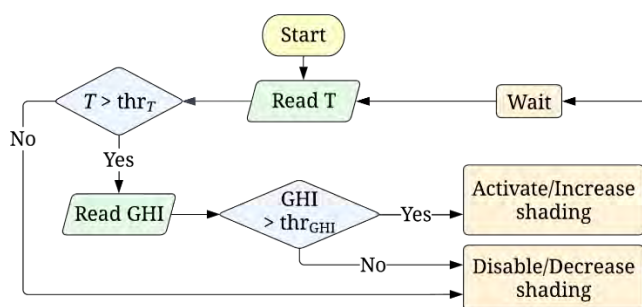 Start
T > thr_T
Read T
Wait
No
Yes
Read GHI
GHI
> thr_GHI
Yes
Activate/Increase
shading
No
Disable/Decrease
shading